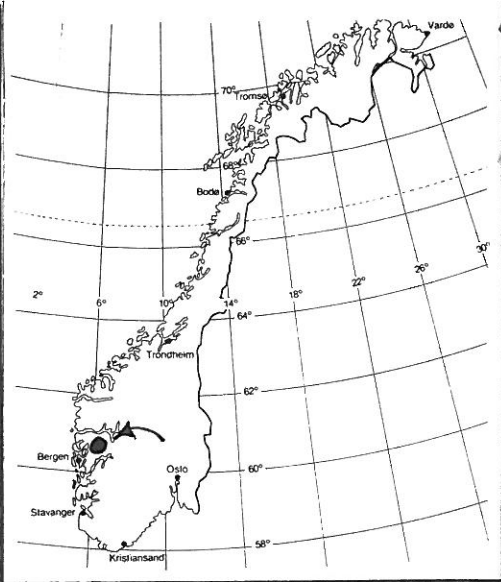 Vardø
70°
Tromsø
68°
Bodø
66°
30°
26°
22°
18°
2°
6°
10°
14°
64°
Trondheim
62°
Bergen
Oslo
60°
Stavanger
58°
Kristiansand